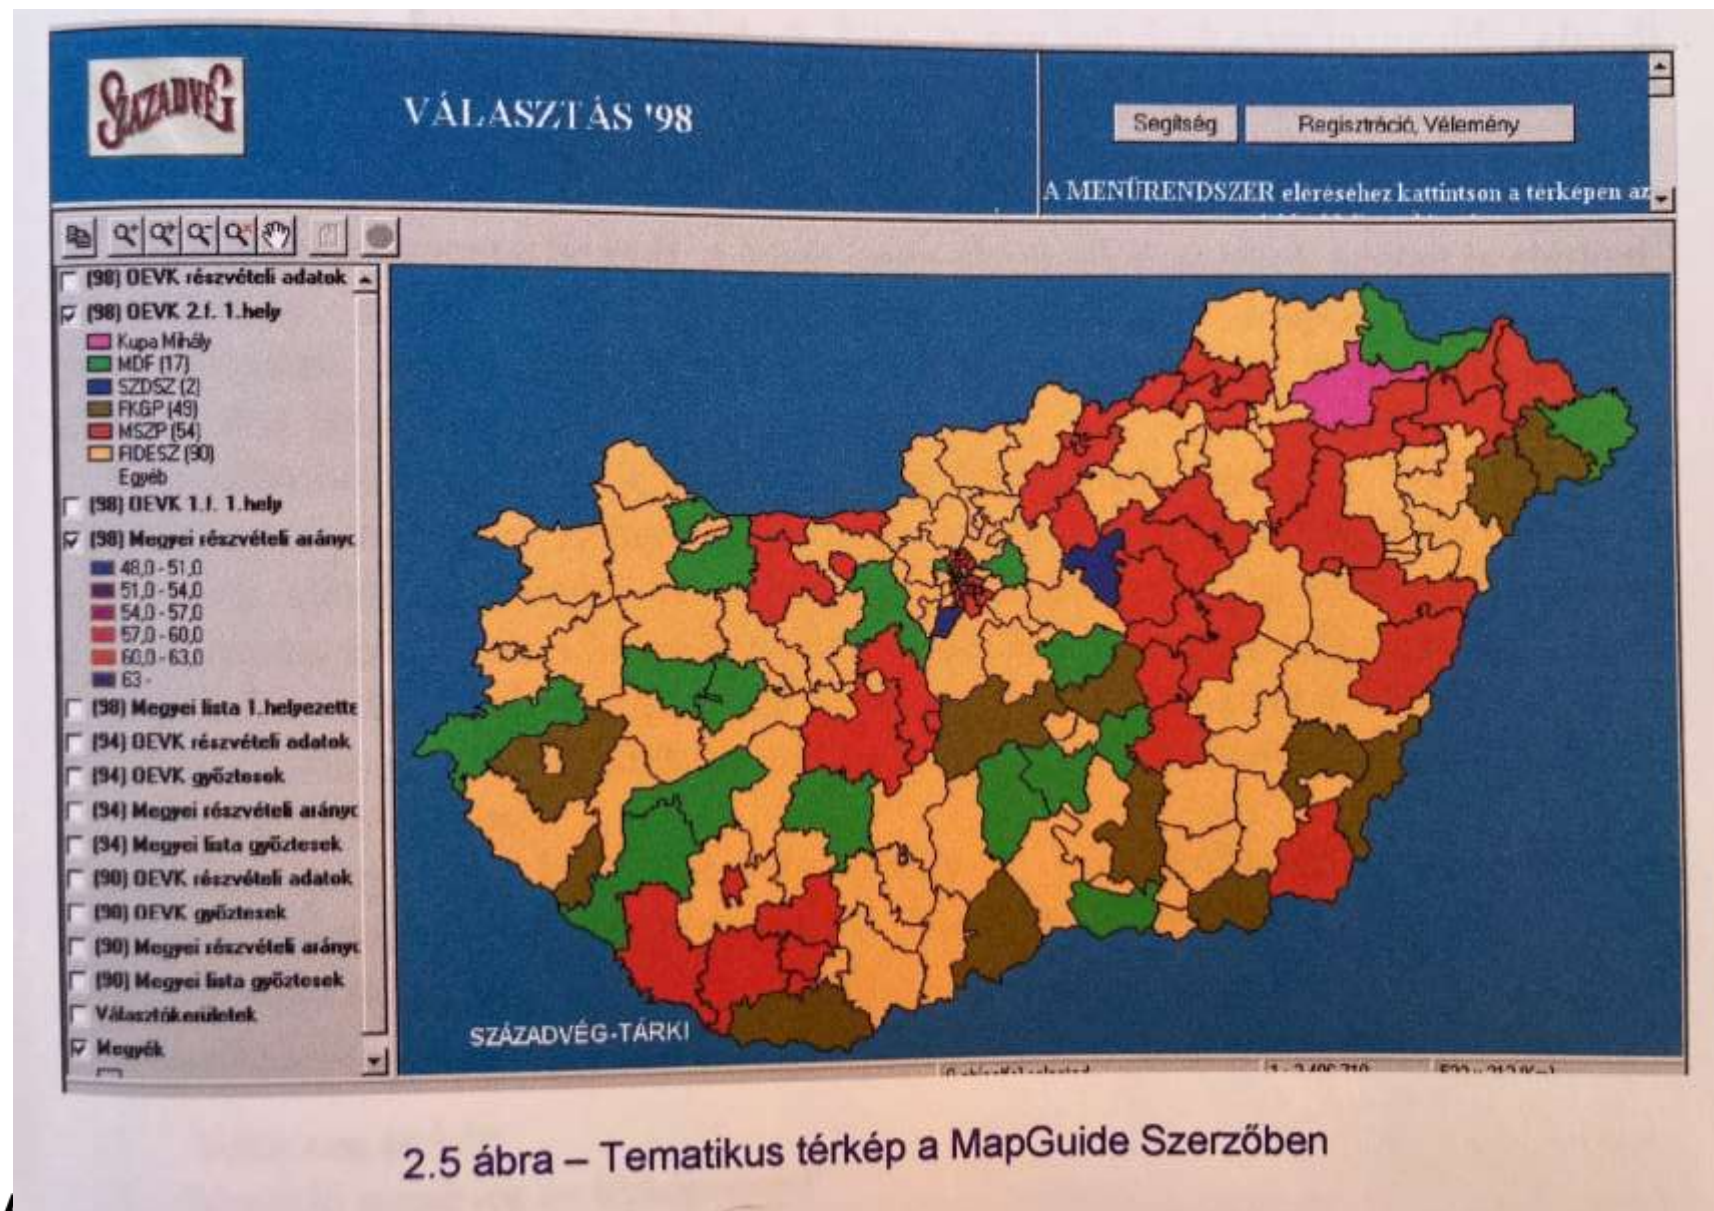 SZÁZADVÉG
VÁLASZTÁS '98
Segítség
Regisztráció, Vélemény
A MENÜRENDSZER eleresehez kattintson a terkepen az
(98) OEVK részvételi adatok
(98) OEVK 2.f. 1.hely
Kupa Mihály
MDF (17)
SZDSZ (2)
FKGP (49)
MSZP (54)
FIDESZ (90)
Egyéb
(98) OEVK 1.f. 1.hely
(98) Megyei részvételi arányc
48,0 - 51,0
51,0 - 54,0
54,0 - 57,0
57,0 - 60,0
60,0 - 63,0
63 -
(98) Megyei lista 1.helyezette
(94) OEVK részvételi adatok
(94) OEVK győztesek
(94) Megyei részvételi arányc
(94) Megyei lista győztesek
(90) OEVK részvételi adatok
(90) OEVK győztesek
(90) Megyei részvételi arányc
(90) Megyei lista győztesek
Választókerületek
Megyék
SZÁZADVÉG-TÁRKI
2.5 ábra – Tematikus térkép a MapGuide Szerzőben